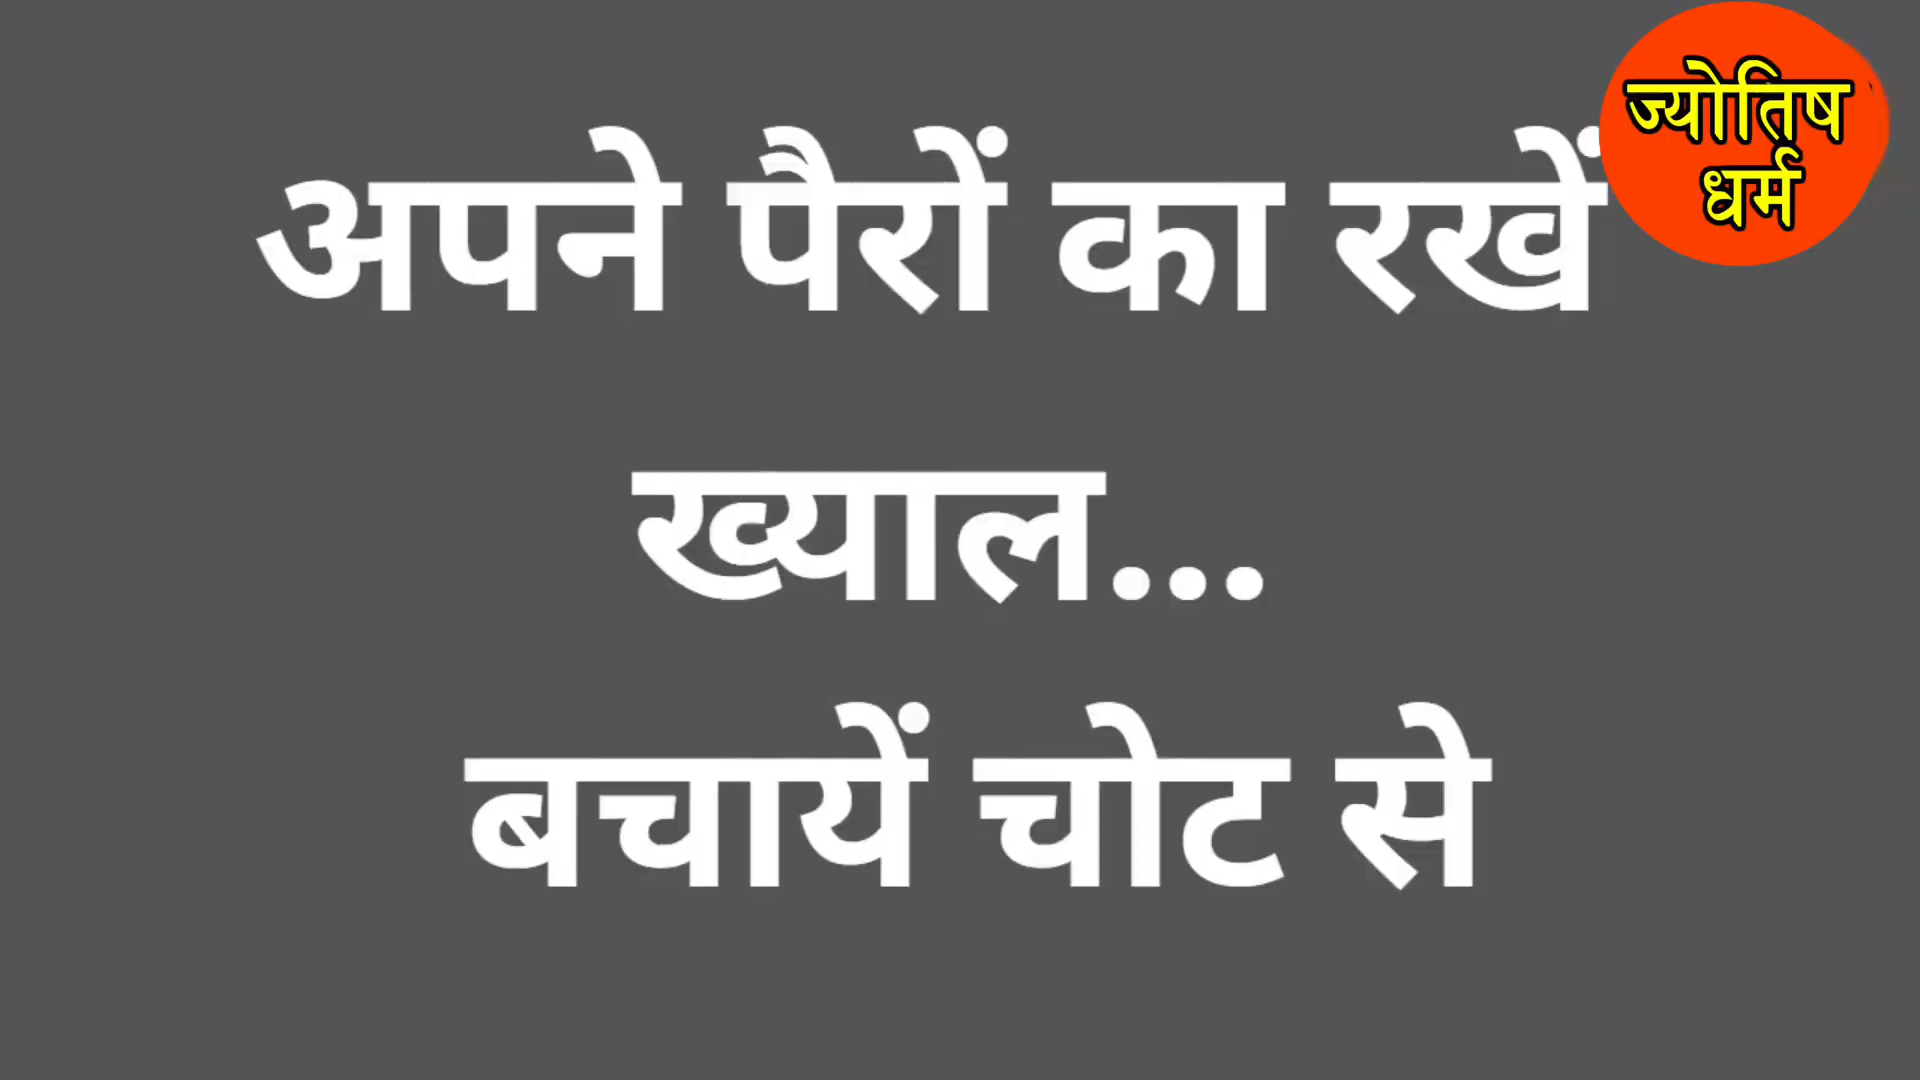 अपने पैरों का रखें
ख्याल...
बचायें चोट से
ज्योतिष
धर्म